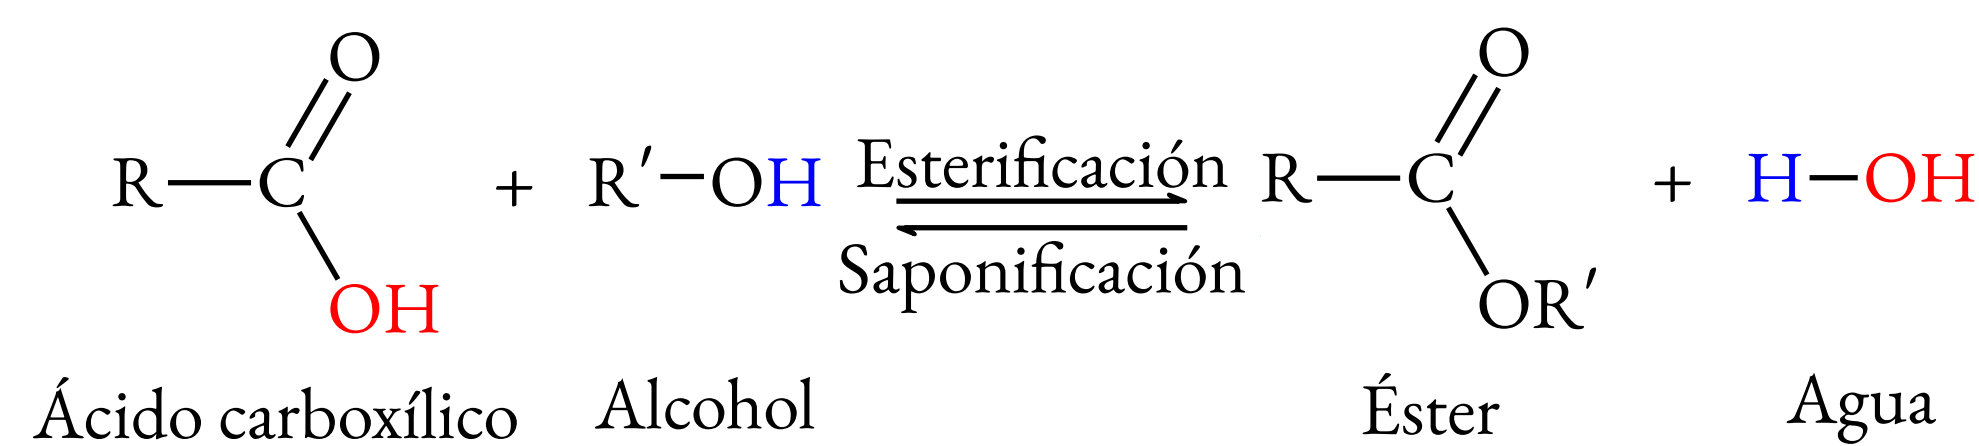 O O
R C + R′ OH Esterificación R C + H OH
Saponificación
OH OR′
Ácido carboxílico Alcohol Éster Agua